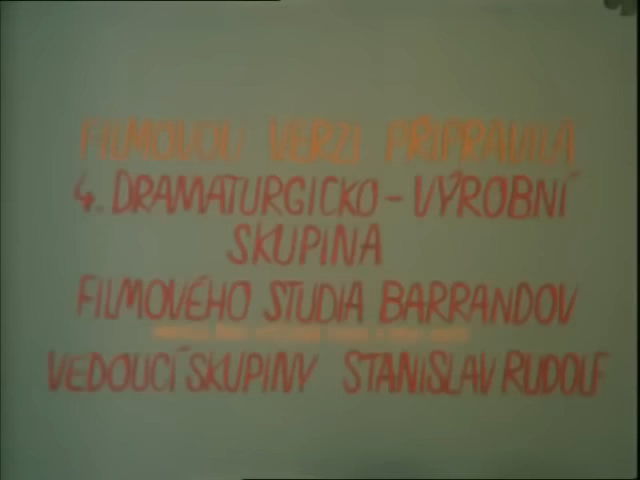 FILMOVOU VERZI PŘIPRAVILA
4. DRAMATURGICKO - VÝROBNÍ
SKUPINA
FILMOVÉHO STUDIA BARRANDOV
VEDOUCÍ SKUPINY STANISLAV RUDOLF